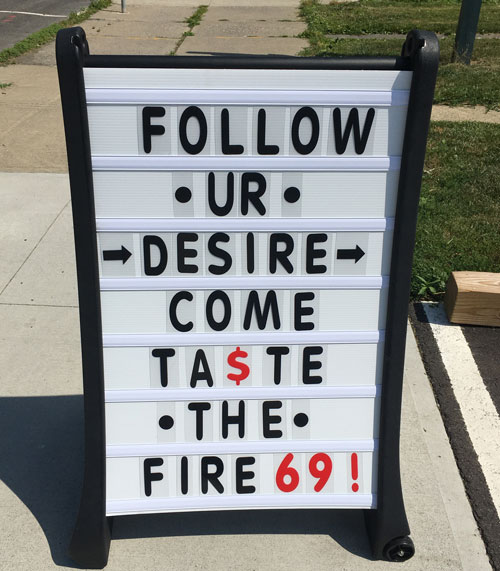 FOLLOW
• UR •
→ DESIRE →
COME
TA$TE
• THE •
FIRE 69!